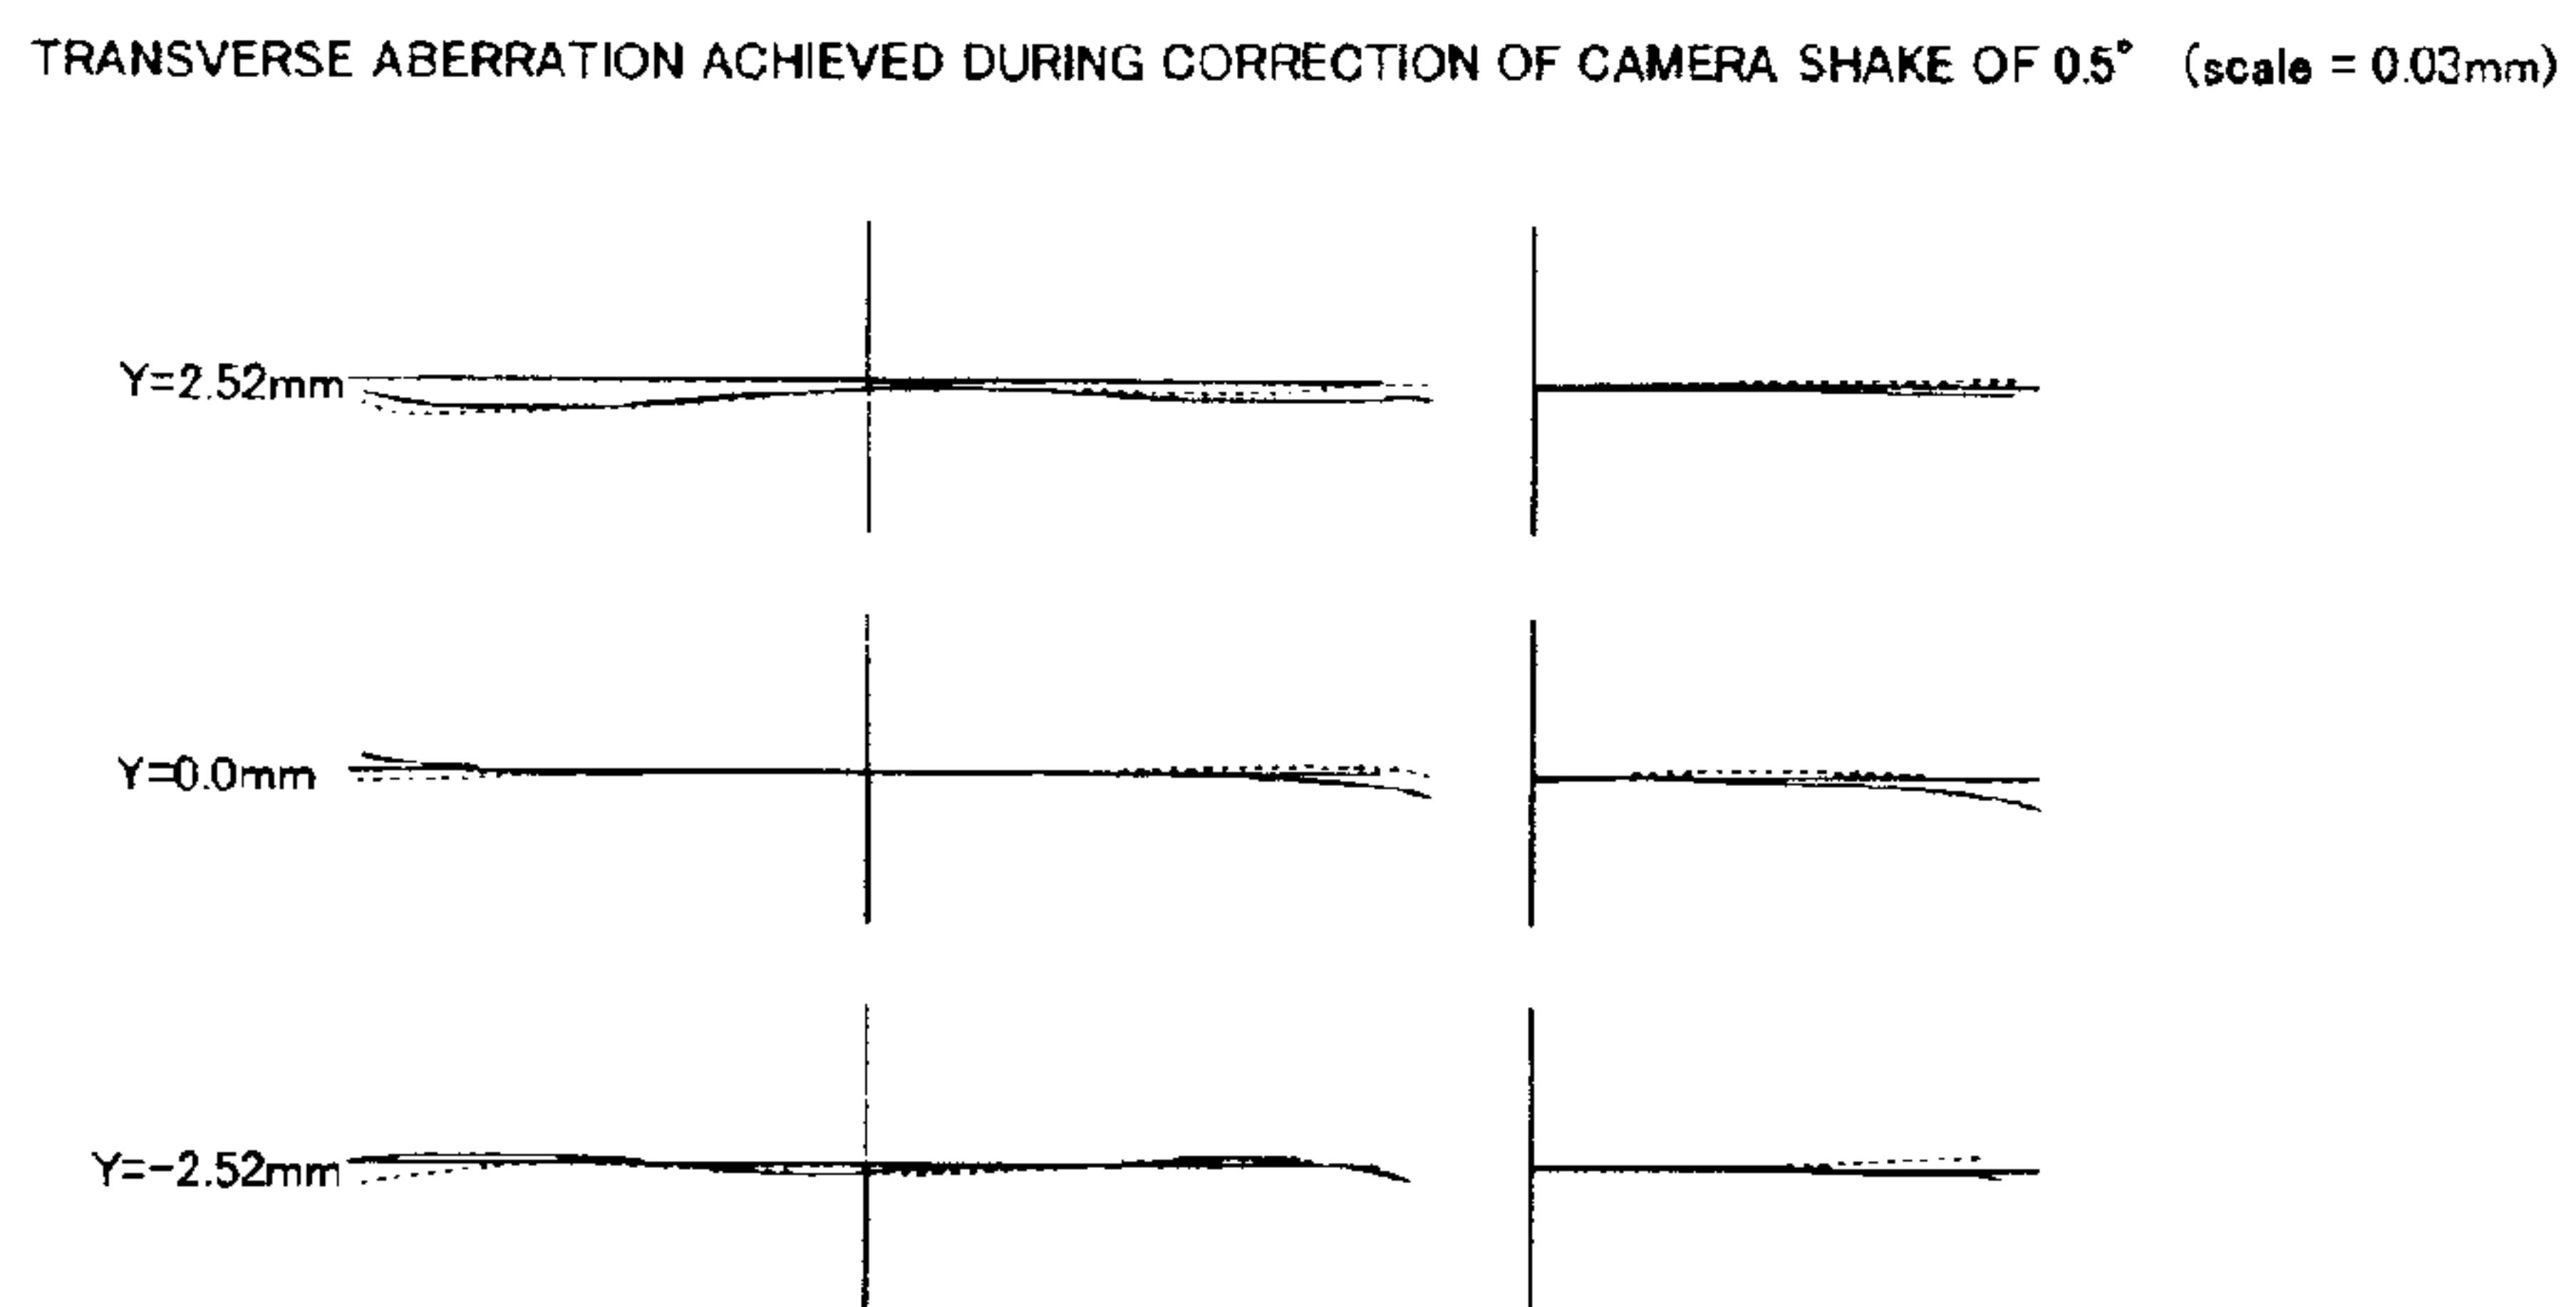 TRANSVERSE ABERRATION ACHIEVED DURING CORRECTION OF CAMERA SHAKE OF 0.5° (scale = 0.03mm)
Y=2.52mm
Y=0.0mm
Y=-2.52mm